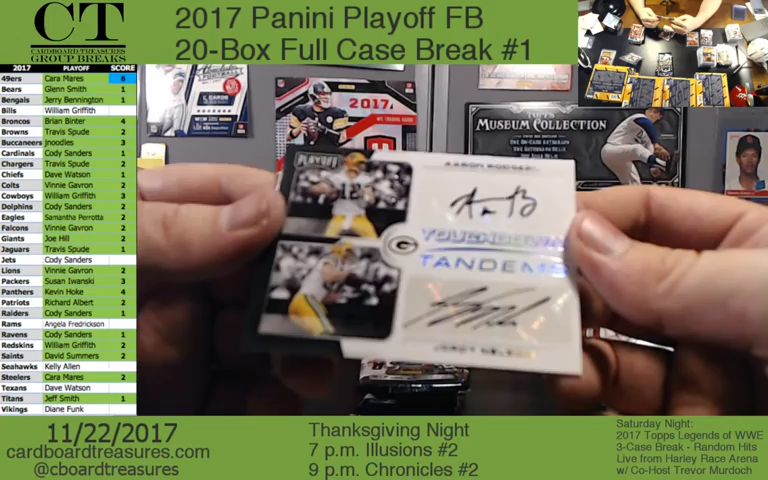 CT
CARDBOARD TREASURES
GROUP BREAKS
2017 Panini Playoff FB
20-Box Full Case Break #1
2017 PLAYOFF SCORE
49ers Cara Mares 6
Bears Glenn Smith 1
Bengals Jerry Bennington 1
Bills William Griffith
Broncos Brian Binter 4
Browns Travis Spude 2
Buccaneers Jnoodles 3
Cardinals Cody Sanders 1
Chargers Travis Spude 2
Chiefs Dave Watson 1
Colts Vinnie Gavron 2
Cowboys William Griffith 3
Dolphins Cody Sanders 2
Eagles Samantha Perrotta 2
Falcons Vinnie Gavron 2
Giants Joe Hill 2
Jaguars Travis Spude 1
Jets Cody Sanders
Lions Vinnie Gavron 2
Packers Susan Iwanski 3
Panthers Kevin Hoke 4
Patriots Richard Albert 2
Raiders Cody Sanders 1
Rams Angela Fredrickson
Ravens Cody Sanders 1
Redskins William Griffith 2
Saints David Summers 2
Seahawks Kelly Allen
Steelers Cara Mares 2
Texans Dave Watson
Titans Jeff Smith 1
Vikings Diane Funk
2017
MUSEUM COLLECTION
PLAYOFF
AARON RODGERS
12
G
TOUCHDOWN
TANDEMS
JORDY NELSON
11/22/2017
cardboardtreasures.com
@cboardtreasures
Thanksgiving Night
7 p.m. Illusions #2
9 p.m. Chronicles #2
Saturday Night:
2017 Topps Legends of WWE
3-Case Break - Random Hits
Live from Harley Race Arena
w/ Co-Host Trevor Murdoch